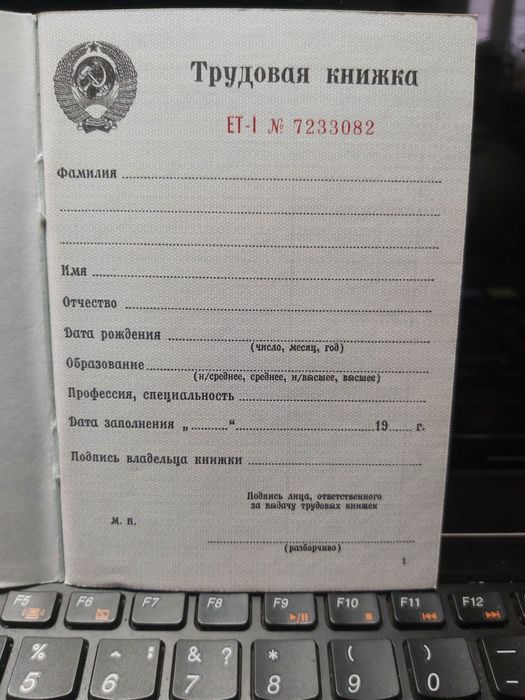 Трудовая книжка
ЕТ-I № 7233082
Фамилия
Имя
Отчество
Дата рождения
(число, месяц, год)
Образование
(н/среднее, среднее, н/высшее, высшее)
Профессия, специальность
Дата заполнения „ “ 19 г.
Подпись владельца книжки
Подпись лица, ответственного
за выдачу трудовых книжек
м. п.
(разборчиво)
1
F5 F6 F7 F8 F9 F10 F11 F12
% : & ? * ( ) _
5 6 7 8 9 0 -